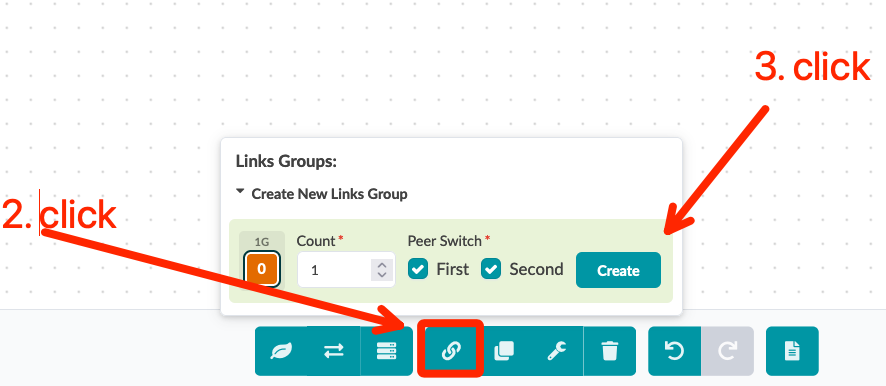 3. click
Links Groups:
Create New Links Group
2. click
1G
Count *
Peer Switch *
0
1
First
Second
Create